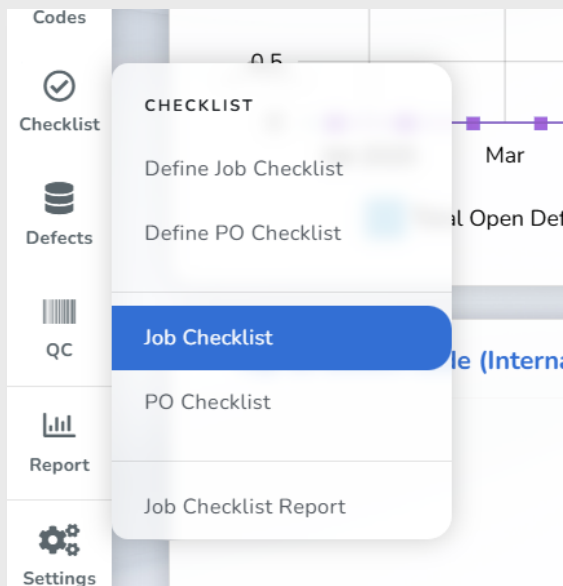 Codes
Checklist
Defects
QC
Report
Settings
CHECKLIST
Define Job Checklist
Define PO Checklist
Job Checklist
PO Checklist
Job Checklist Report
0.5
Mar
Open Def
(Interna